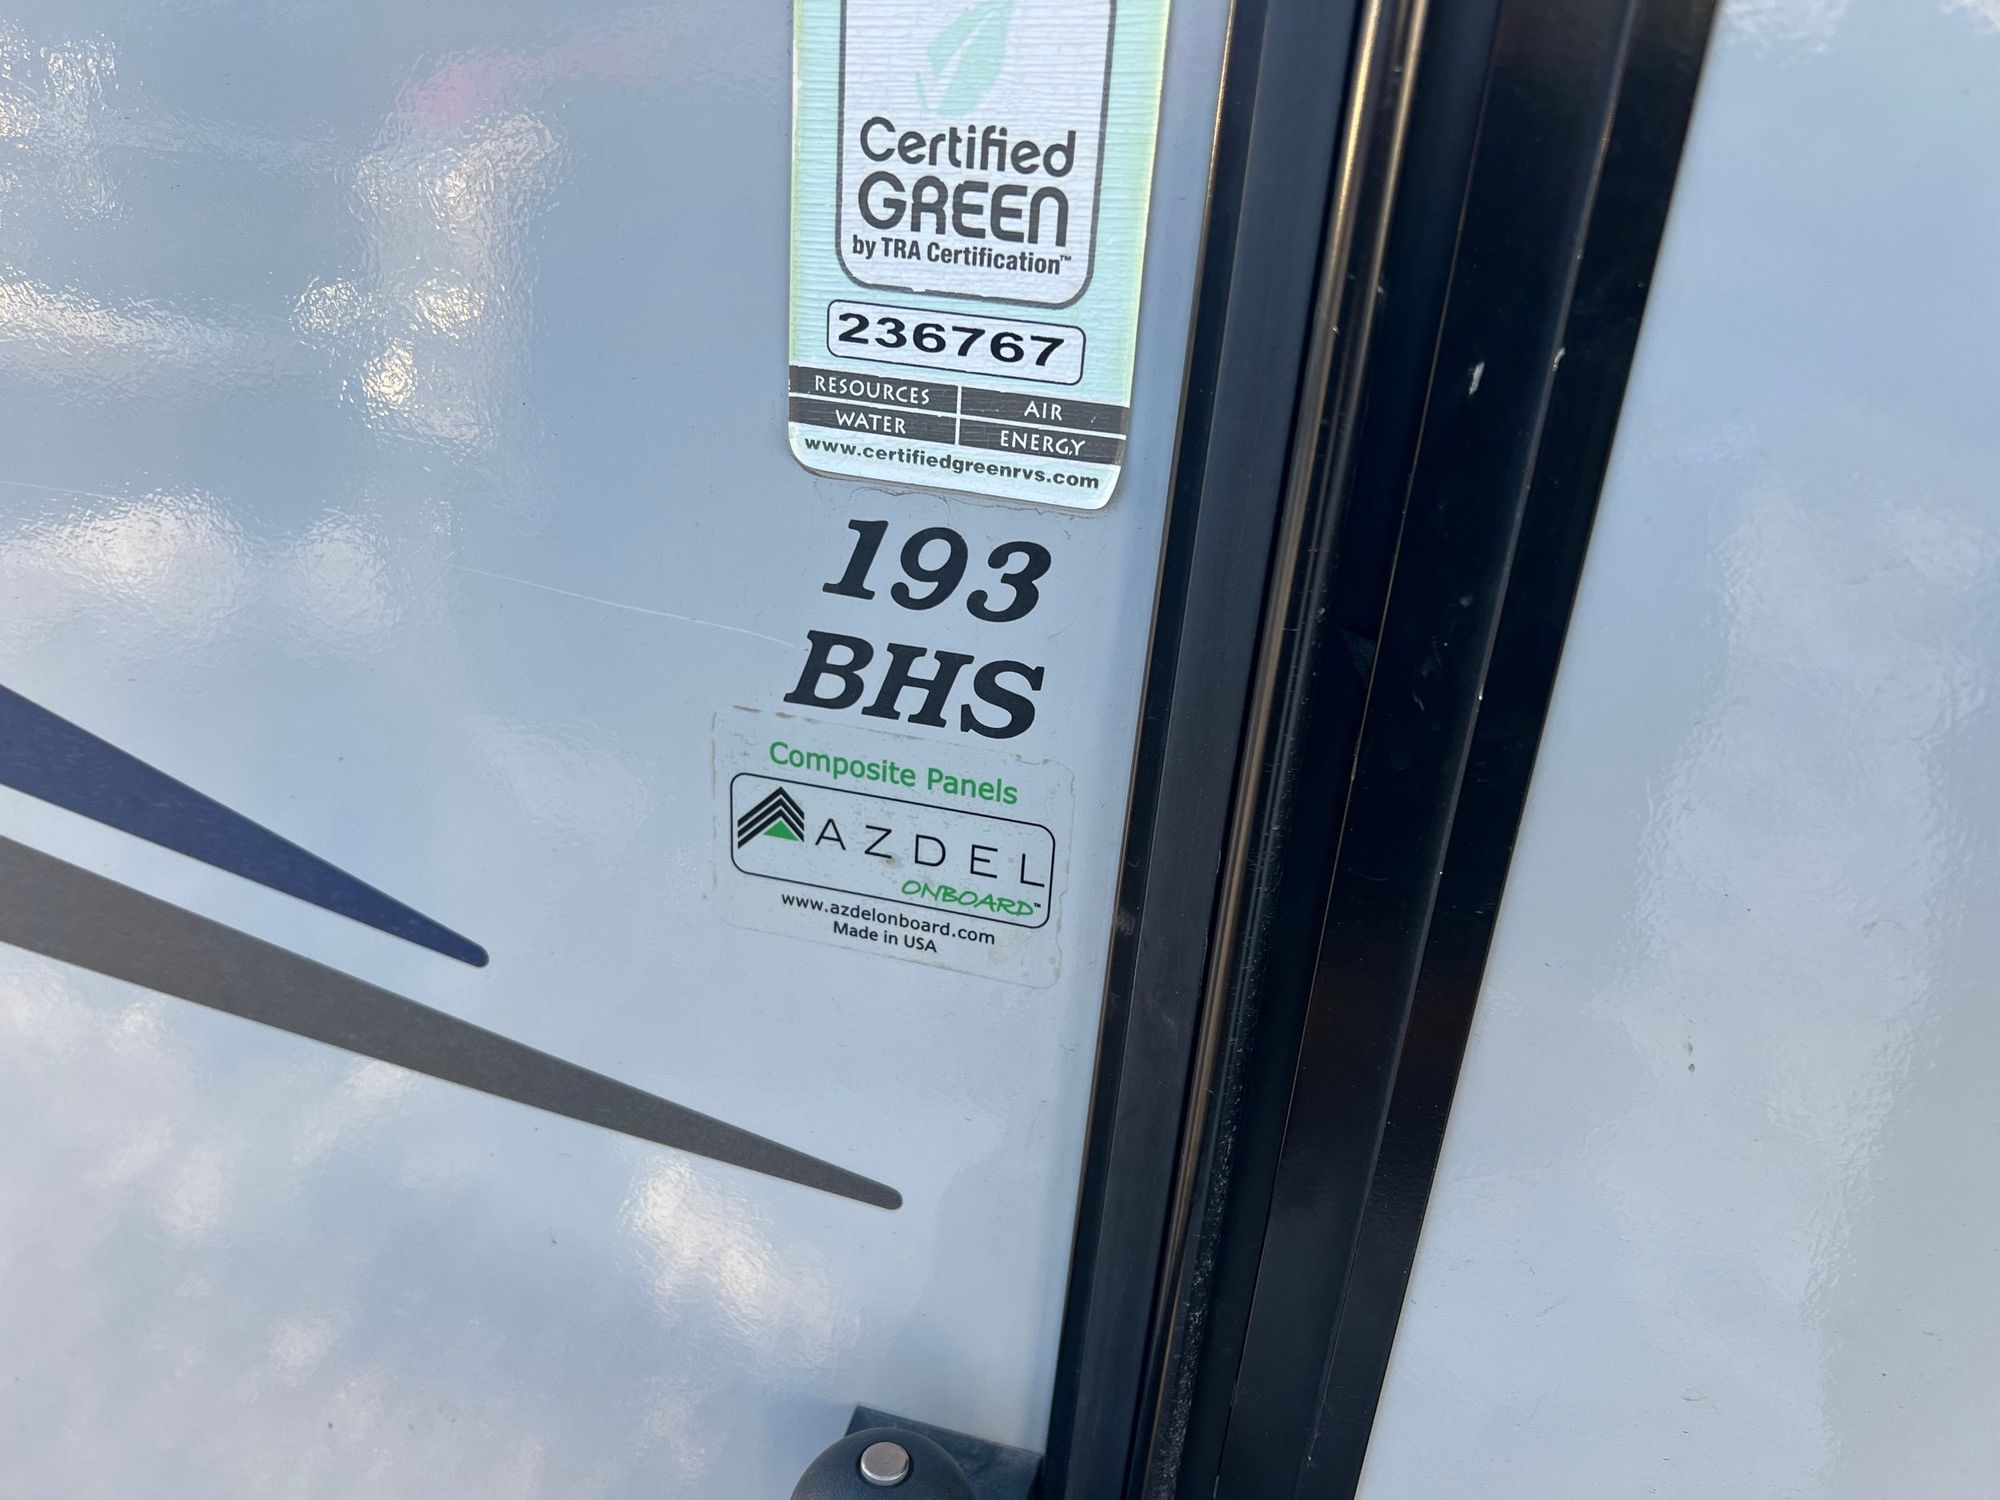 Certified
GREEN
by TRA Certification™
236767
RESOURCES AIR
WATER ENERGY
www.certifiedgreenrvs.com
193
BHS
Composite Panels
AZDEL
ONBOARD™
www.azdelonboard.com
Made in USA